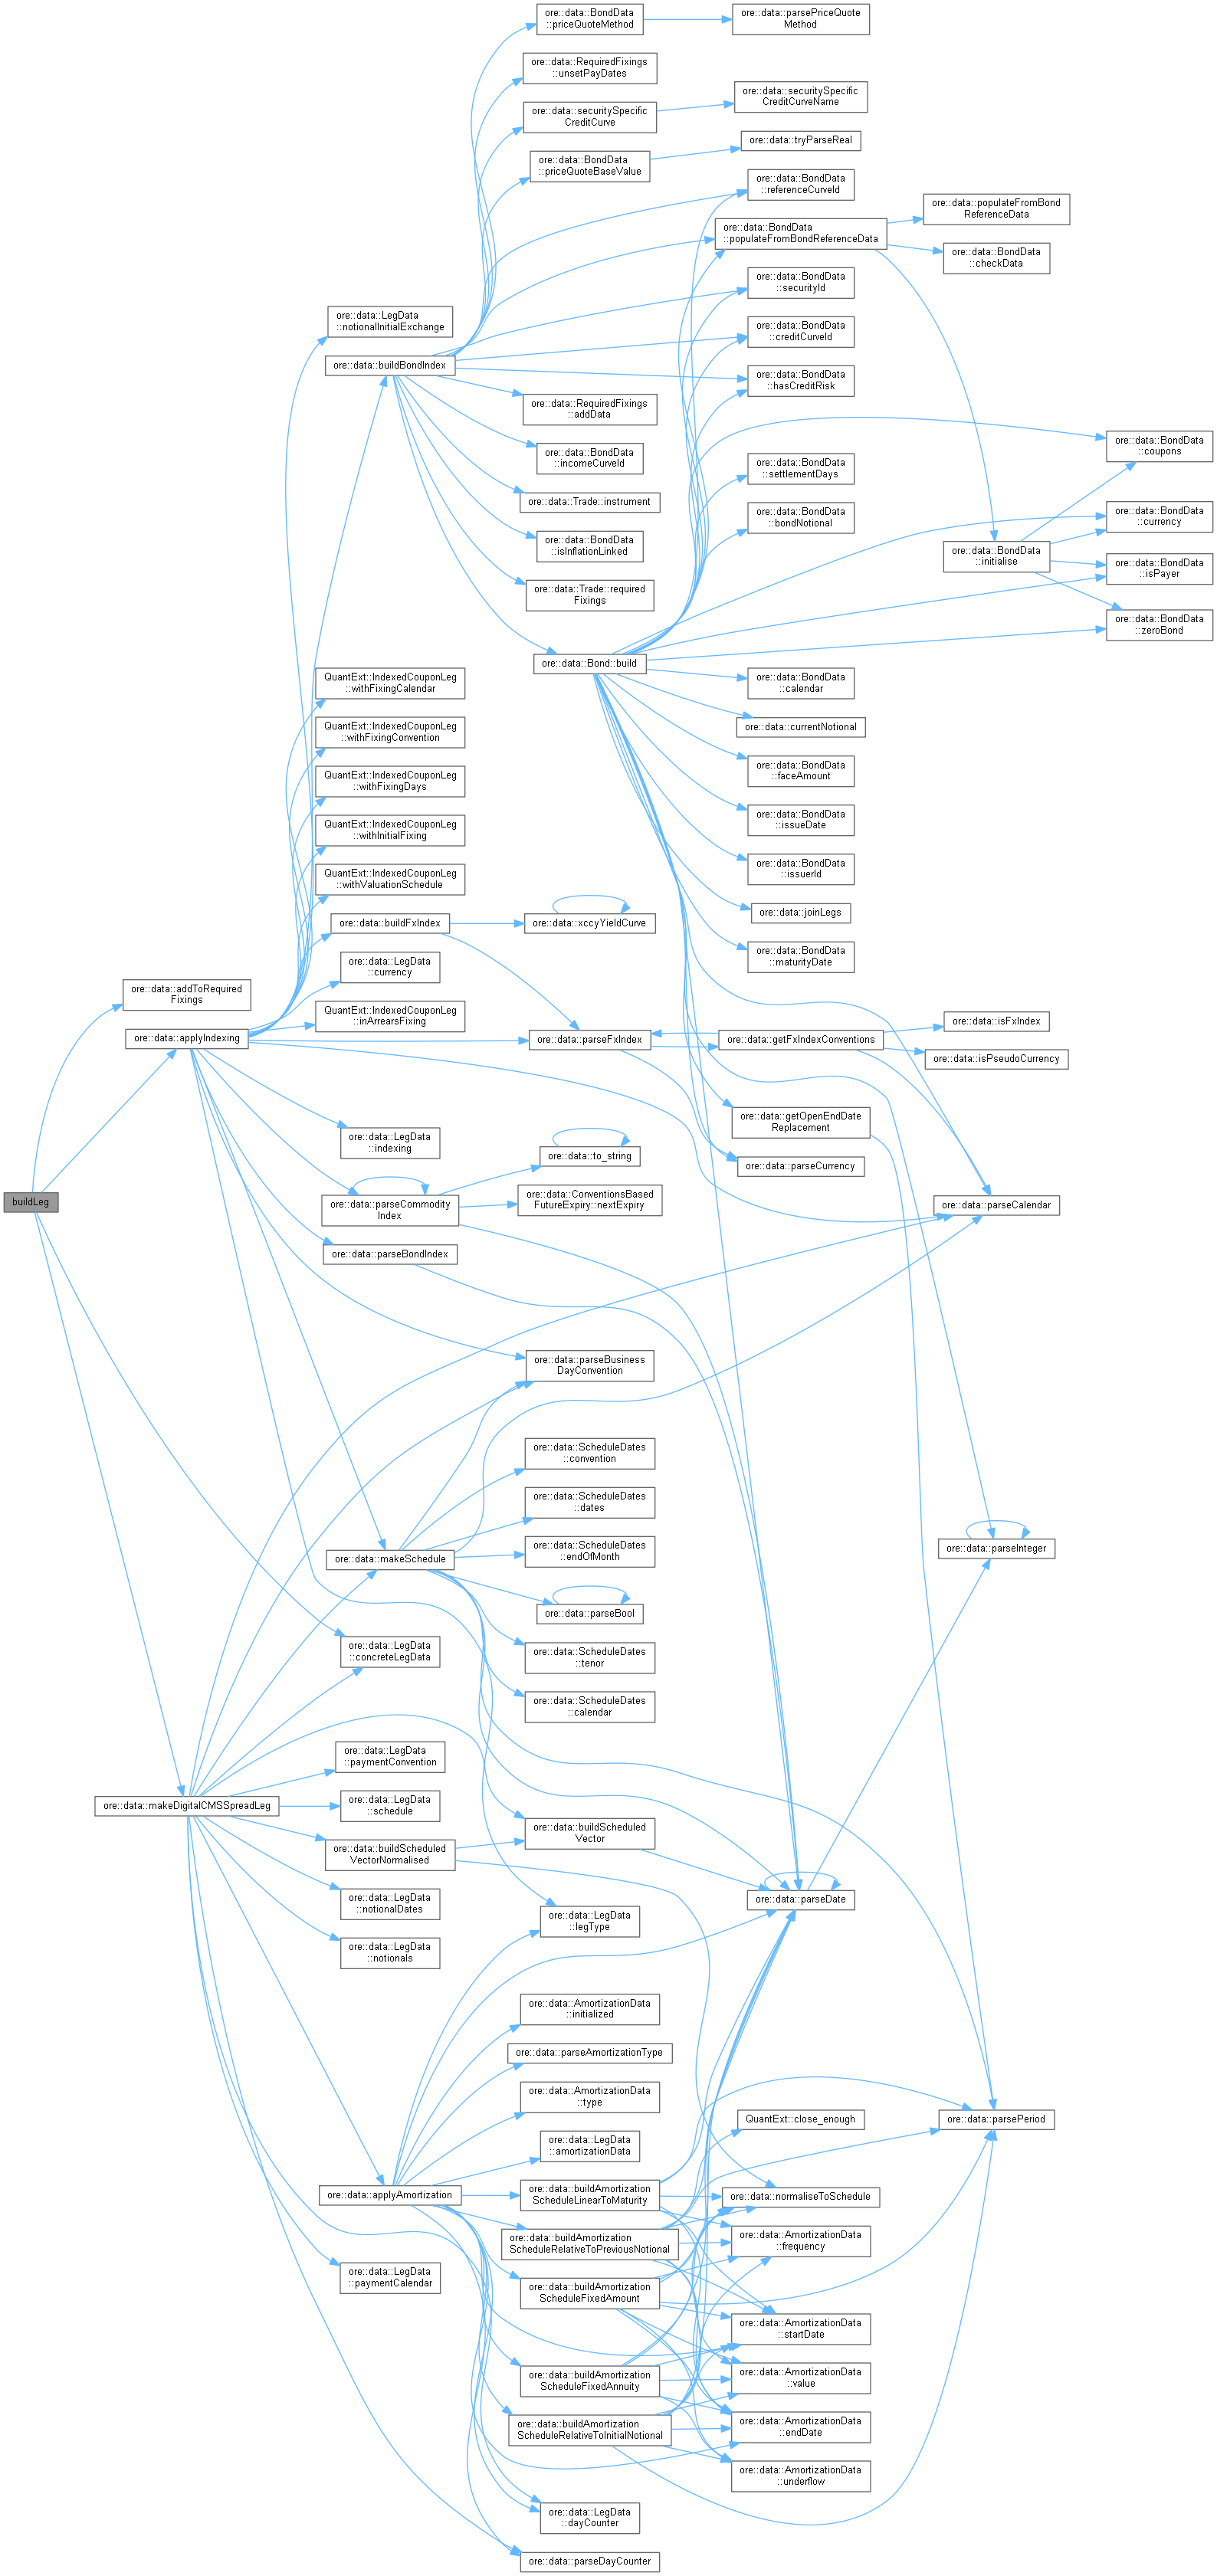 ore::data::BondData
::priceQuoteMethod
ore::data::parsePriceQuote
Method
ore::data::RequiredFixings
::unsetPayDates
ore::data::securitySpecific
CreditCurveName
ore::data::securitySpecific
CreditCurve
ore::data::tryParseReal
ore::data::BondData
::priceQuoteBaseValue
ore::data::BondData
::referenceCurveId
ore::data::populateFromBond
ReferenceData
ore::data::BondData
::populateFromBondReferenceData
ore::data::BondData
::checkData
ore::data::BondData
::securityId
ore::data::LegData
::notionalInitialExchange
ore::data::BondData
::creditCurveId
ore::data::buildBondIndex
ore::data::BondData
::hasCreditRisk
ore::data::RequiredFixings
::addData
ore::data::BondData
::coupons
ore::data::BondData
::incomeCurveId
ore::data::BondData
::settlementDays
ore::data::Trade::instrument
ore::data::BondData
::bondNotional
ore::data::BondData
::currency
ore::data::BondData
::isInflationLinked
ore::data::BondData
::initialise
ore::data::BondData
::isPayer
ore::data::Trade::required
Fixings
ore::data::BondData
::zeroBond
ore::data::Bond::build
QuantExt::IndexedCouponLeg
::withFixingCalendar
ore::data::BondData
::calendar
QuantExt::IndexedCouponLeg
::withFixingConvention
ore::data::currentNotional
QuantExt::IndexedCouponLeg
::withFixingDays
ore::data::BondData
::faceAmount
QuantExt::IndexedCouponLeg
::withInitialFixing
ore::data::BondData
::issueDate
QuantExt::IndexedCouponLeg
::withValuationSchedule
ore::data::BondData
::issuerId
ore::data::buildFxIndex
ore::data::xccyYieldCurve
ore::data::joinLegs
ore::data::LegData
::currency
ore::data::BondData
::maturityDate
ore::data::addToRequired
Fixings
QuantExt::IndexedCouponLeg
::inArrearsFixing
ore::data::isFxIndex
ore::data::applyIndexing
ore::data::parseFxIndex
ore::data::getFxIndexConventions
ore::data::isPseudoCurrency
ore::data::getOpenEndDate
Replacement
ore::data::LegData
::indexing
ore::data::to_string
ore::data::parseCurrency
buildLeg
ore::data::parseCommodity
Index
ore::data::ConventionsBased
FutureExpiry::nextExpiry
ore::data::parseCalendar
ore::data::parseBondIndex
ore::data::parseBusiness
DayConvention
ore::data::ScheduleDates
::convention
ore::data::ScheduleDates
::dates
ore::data::makeSchedule
ore::data::ScheduleDates
::endOfMonth
ore::data::parseInteger
ore::data::parseBool
ore::data::LegData
::concreteLegData
ore::data::ScheduleDates
::tenor
ore::data::ScheduleDates
::calendar
ore::data::LegData
::paymentConvention
ore::data::makeDigitalCMSSpreadLeg
ore::data::LegData
::schedule
ore::data::buildScheduled
Vector
ore::data::buildScheduled
VectorNormalised
ore::data::parseDate
ore::data::LegData
::notionalDates
ore::data::LegData
::legType
ore::data::LegData
::notionals
ore::data::AmortizationData
::initialized
ore::data::parseAmortizationType
ore::data::AmortizationData
::type
QuantExt::close_enough
ore::data::parsePeriod
ore::data::LegData
::amortizationData
ore::data::applyAmortization
ore::data::buildAmortization
ScheduleLinearToMaturity
ore::data::normaliseToSchedule
ore::data::buildAmortization
ScheduleRelativeToPreviousNotional
ore::data::AmortizationData
::frequency
ore::data::LegData
::paymentCalendar
ore::data::buildAmortization
ScheduleFixedAmount
ore::data::AmortizationData
::startDate
ore::data::buildAmortization
ScheduleFixedAnnuity
ore::data::AmortizationData
::value
ore::data::buildAmortization
ScheduleRelativeToInitialNotional
ore::data::AmortizationData
::endDate
ore::data::AmortizationData
::underflow
ore::data::LegData
::dayCounter
ore::data::parseDayCounter